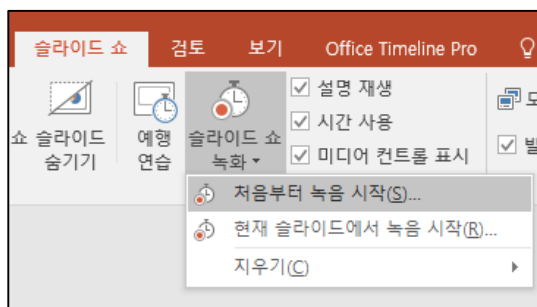 슬라이드 쇼 검토 보기 Office Timeline Pro
쇼 슬라이드
숨기기
예행
연습
슬라이드 쇼
녹화
설명 재생
시간 사용
미디어 컨트롤 표시
처음부터 녹음 시작(S)...
현재 슬라이드에서 녹음 시작(R)...
지우기(C)